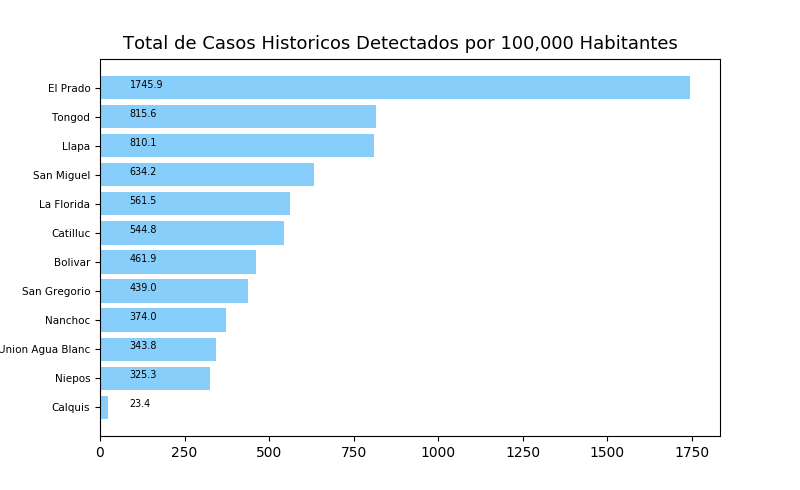 Total de Casos Historicos Detectados por 100,000 Habitantes
El Prado 1745.9
Tongod 815.6
Llapa 810.1
San Miguel 634.2
La Florida 561.5
Catilluc 544.8
Bolivar 461.9
San Gregorio 439.0
Nanchoc 374.0
Union Agua Blanc 343.8
Niepos 325.3
Calquis 23.4
0 250 500 750 1000 1250 1500 1750